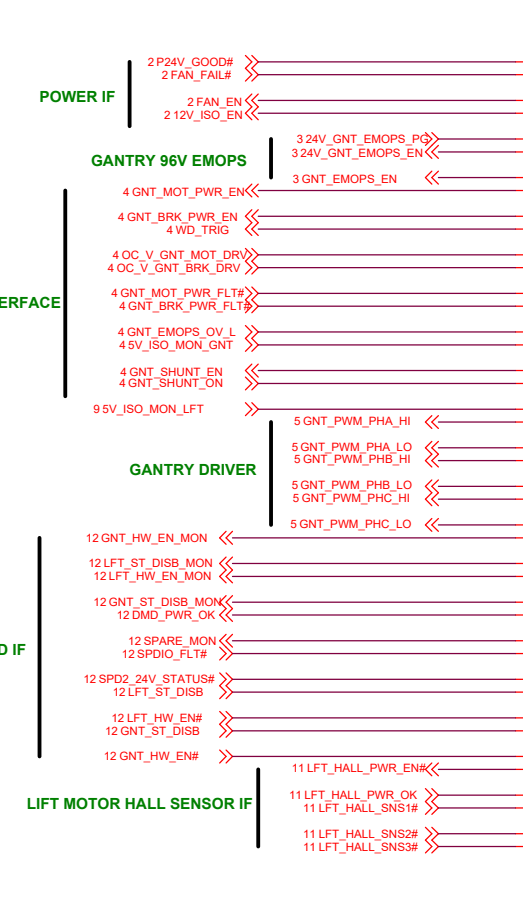 2 P24V_GOOD#
2 FAN_FAIL#
POWER IF
2 FAN_EN
2 12V_ISO_EN
3 24V_GNT_EMOPS_PG
3 24V_GNT_EMOPS_EN
GANTRY 96V EMOPS
3 GNT_EMOPS_EN
4 GNT_MOT_PWR_EN
4 GNT_BRK_PWR_EN
4 WD_TRIG
4 OC_V_GNT_MOT_DRV
4 OC_V_GNT_BRK_DRV
4 GNT_MOT_PWR_FLT#
ERFACE
4 GNT_BRK_PWR_FLT#
4 GNT_EMOPS_OV_L
4 5V_ISO_MON_GNT
4 GNT_SHUNT_EN
4 GNT_SHUNT_ON
9 5V_ISO_MON_LFT
5 GNT_PWM_PHA_HI
5 GNT_PWM_PHA_LO
5 GNT_PWM_PHB_HI
GANTRY DRIVER
5 GNT_PWM_PHB_LO
5 GNT_PWM_PHC_HI
5 GNT_PWM_PHC_LO
12 GNT_HW_EN_MON
12 LFT_ST_DISB_MON
12 LFT_HW_EN_MON
12 GNT_ST_DISB_MON
12 DMD_PWR_OK
12 SPARE_MON
D IF
12 SPDIO_FLT#
12 SPD2_24V_STATUS#
12 LFT_ST_DISB
12 LFT_HW_EN#
12 GNT_ST_DISB
12 GNT_HW_EN#
11 LFT_HALL_PWR_EN#
11 LFT_HALL_PWR_OK
LIFT MOTOR HALL SENSOR IF
11 LFT_HALL_SNS1#
11 LFT_HALL_SNS2#
11 LFT_HALL_SNS3#